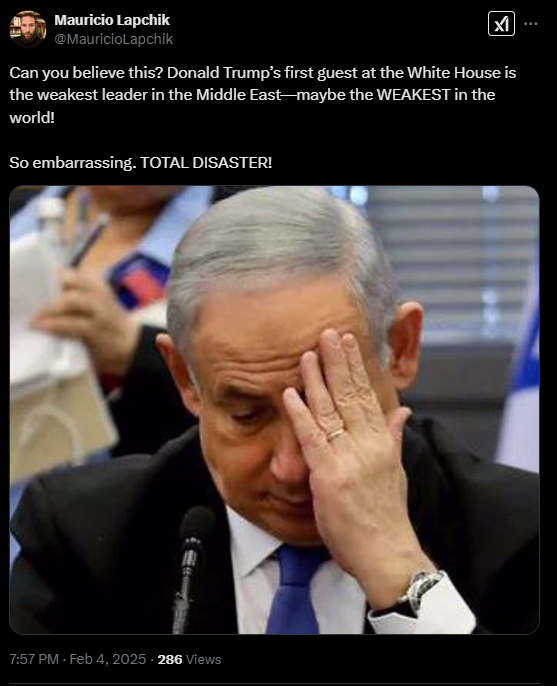 Mauricio Lapchik
@MauricioLapchik
Can you believe this? Donald Trump's first guest at the White House is
the weakest leader in the Middle East—maybe the WEAKEST in the
world!
So embarrassing. TOTAL DISASTER!
7:57 PM · Feb 4, 2025 · 286 Views